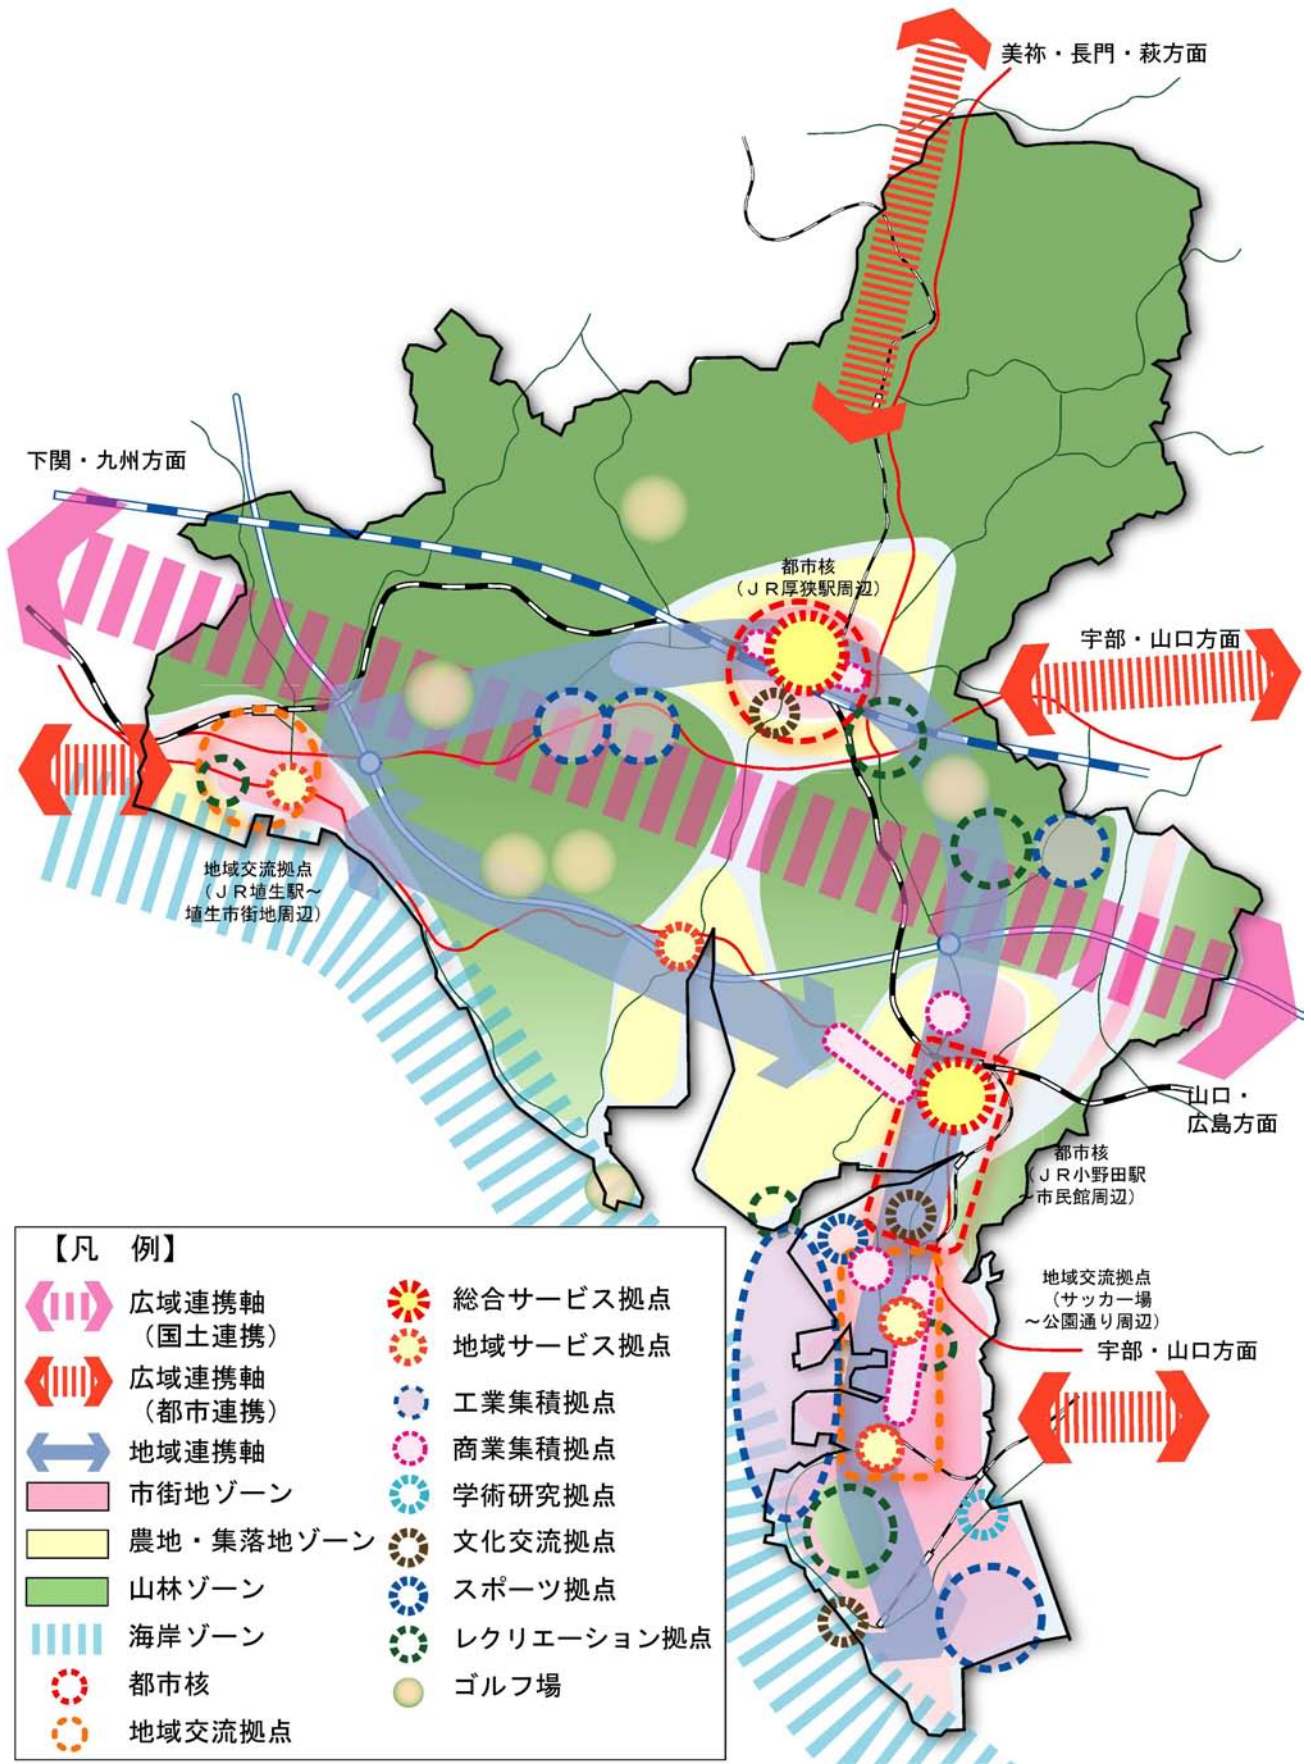 美祢・長門・萩方面
下関・九州方面
都市核
（ＪＲ厚狭駅周辺）
宇部・山口方面
地域交流拠点
（ＪＲ埴生駅～
埴生市街地周辺）
山口・
広島方面
都市核
（ＪＲ小野田駅
～市民館周辺）
地域交流拠点
（サッカー場
～公園通り周辺）
宇部・山口方面
【凡　例】
広域連携軸
（国土連携）
広域連携軸
（都市連携）
地域連携軸
市街地ゾーン
農地・集落地ゾーン
山林ゾーン
海岸ゾーン
都市核
地域交流拠点
総合サービス拠点
地域サービス拠点
工業集積拠点
商業集積拠点
学術研究拠点
文化交流拠点
スポーツ拠点
レクリエーション拠点
ゴルフ場